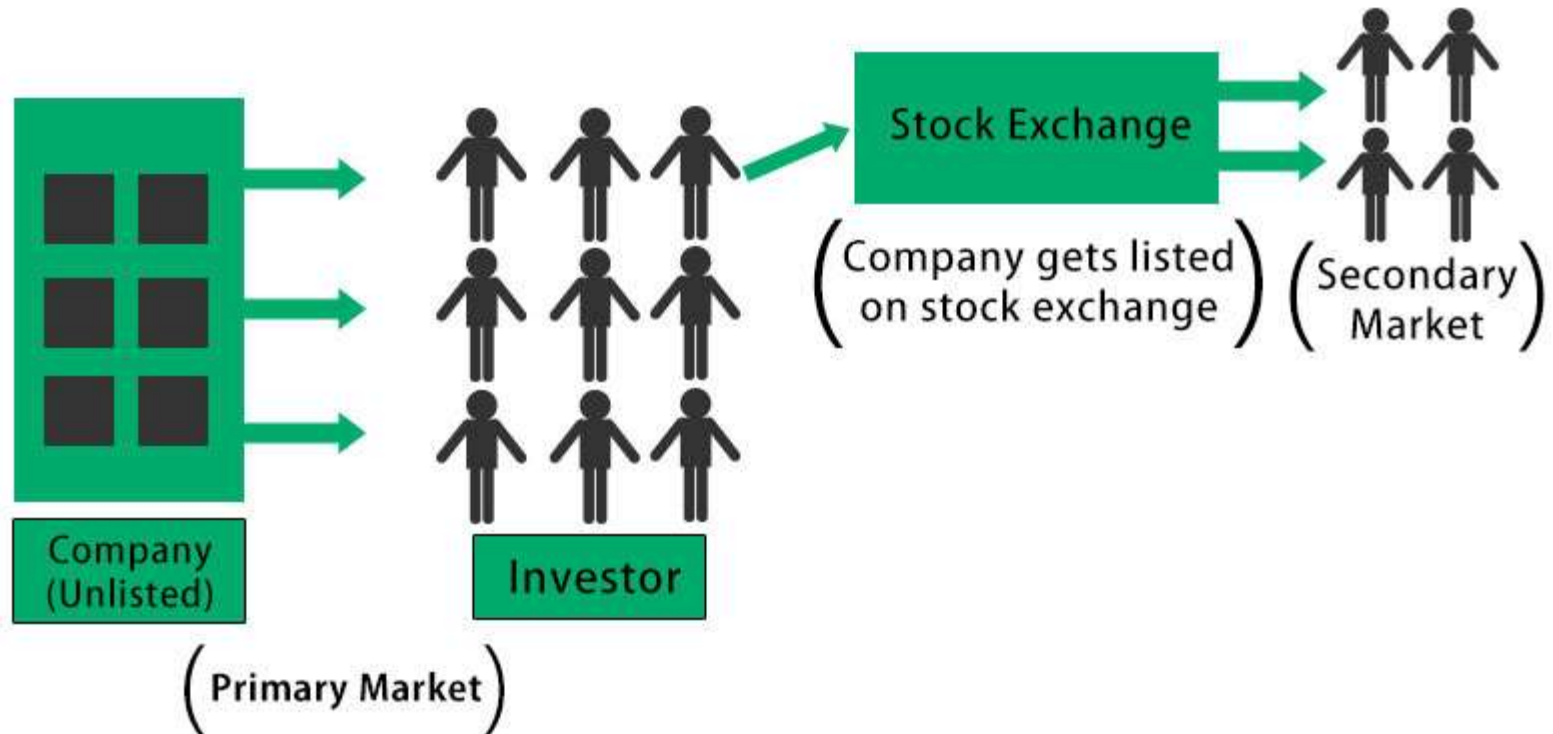 Company
(Unlisted)
(Primary Market)
Investor
Stock Exchange
(Company gets listed
on stock exchange)
(Secondary
Market)